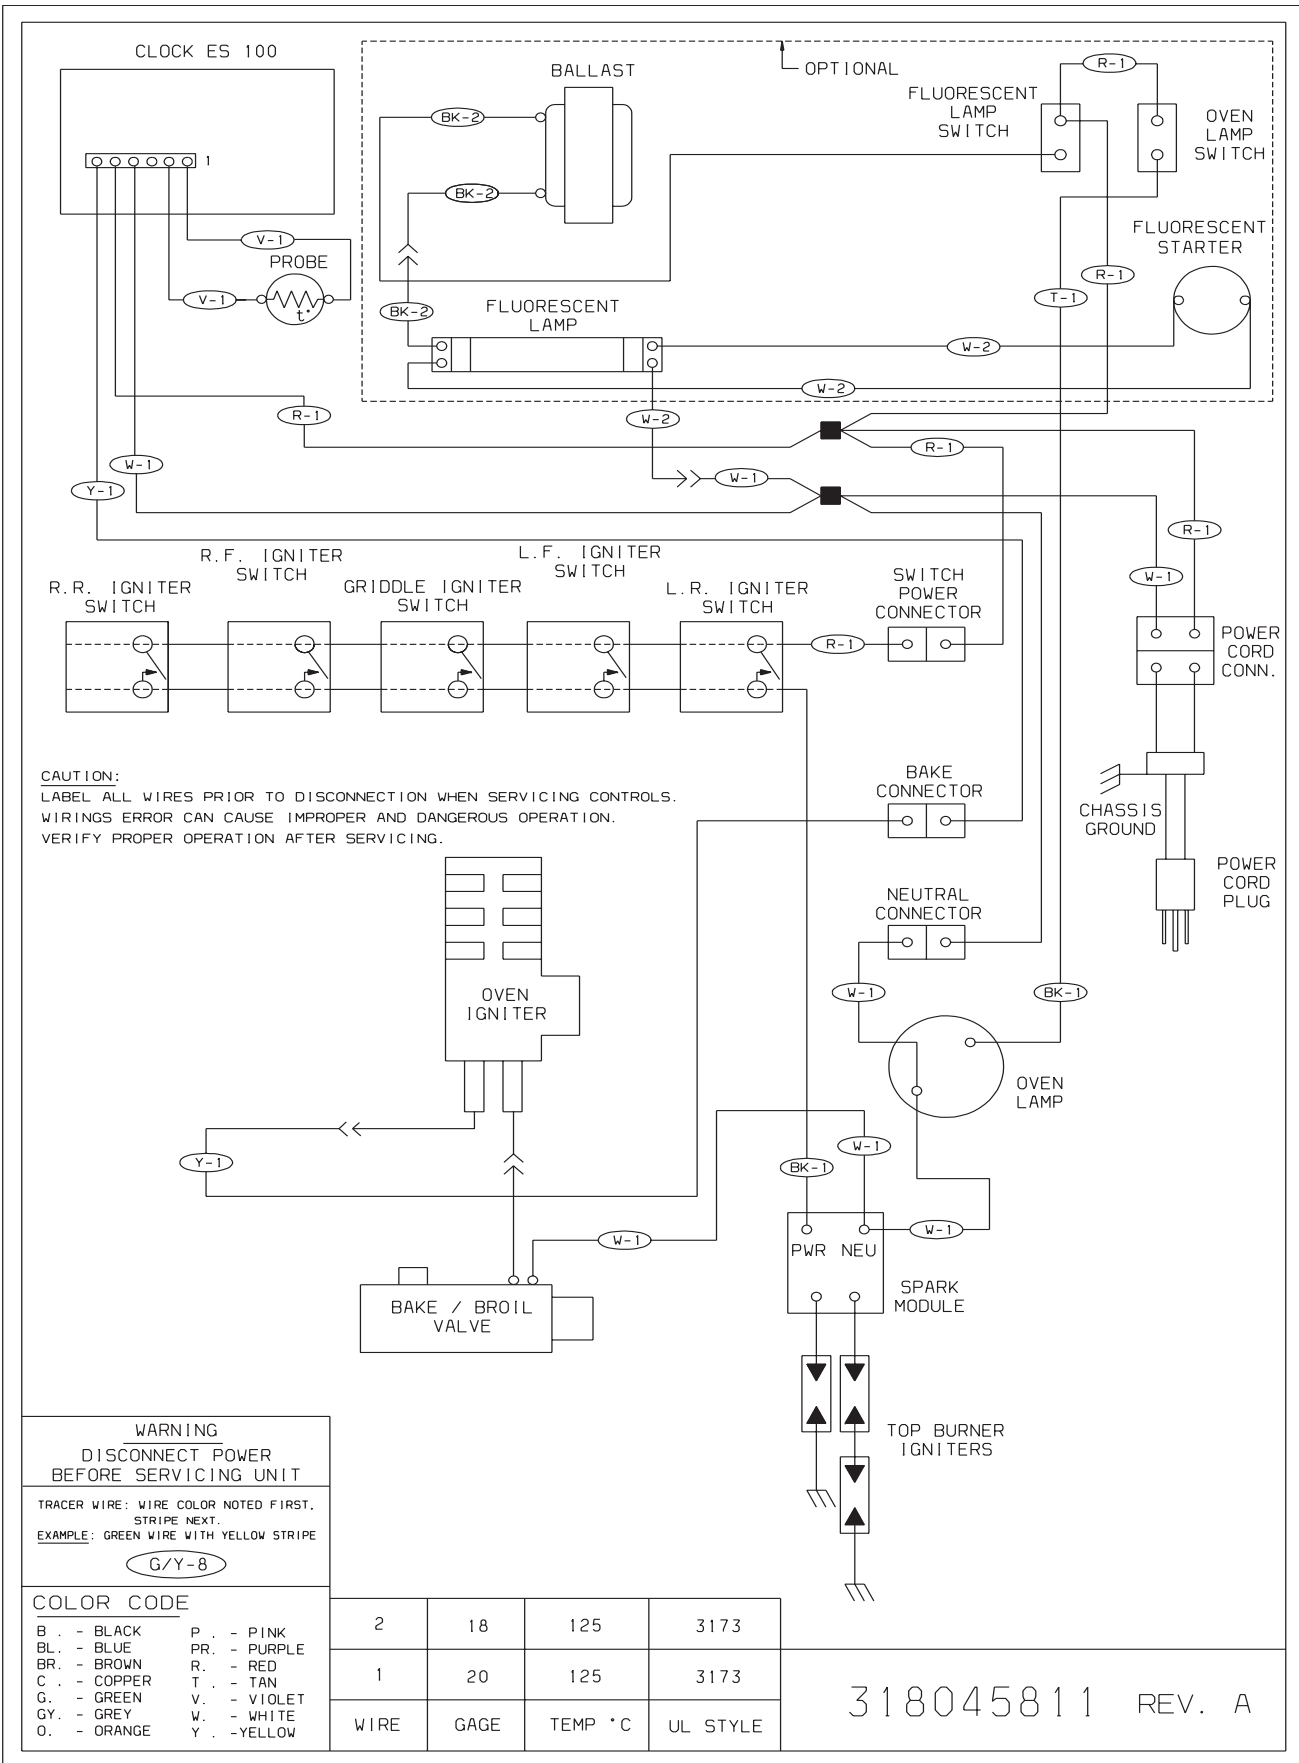 CLOCK ES 100
1
V-1
PROBE
V-1
t°
OPTIONAL
BALLAST
BK-2
BK-2
BK-2
FLUORESCENT
LAMP
FLUORESCENT
LAMP
SWITCH
R-1
OVEN
LAMP
SWITCH
FLUORESCENT
STARTER
R-1
T-1
W-2
W-2
W-2
R-1
R-1
W-1
W-1
Y-1
R-1
W-1
R.R. IGNITER
SWITCH
R.F. IGNITER
SWITCH
GRIDDLE IGNITER
SWITCH
L.F. IGNITER
SWITCH
L.R. IGNITER
SWITCH
R-1
SWITCH
POWER
CONNECTOR
POWER
CORD
CONN.
CAUTION:
LABEL ALL WIRES PRIOR TO DISCONNECTION WHEN SERVICING CONTROLS.
WIRINGS ERROR CAN CAUSE IMPROPER AND DANGEROUS OPERATION.
VERIFY PROPER OPERATION AFTER SERVICING.
BAKE
CONNECTOR
CHASSIS
GROUND
POWER
CORD
PLUG
NEUTRAL
CONNECTOR
W-1
BK-1
OVEN
IGNITER
OVEN
LAMP
Y-1
BK-1
W-1
W-1
W-1
PWR NEU
SPARK
MODULE
BAKE / BROIL
VALVE
TOP BURNER
IGNITERS
WARNING
DISCONNECT POWER
BEFORE SERVICING UNIT
TRACER WIRE: WIRE COLOR NOTED FIRST,
STRIPE NEXT.
EXAMPLE: GREEN WIRE WITH YELLOW STRIPE
G/Y-8
COLOR CODE
B . - BLACK P . - PINK
BL. - BLUE PR. - PURPLE
BR. - BROWN R. - RED
C . - COPPER T . - TAN
G. - GREEN V. - VIOLET
GY. - GREY W. - WHITE
O. - ORANGE Y . -YELLOW
2 18 125 3173
1 20 125 3173
WIRE GAGE TEMP °C UL STYLE
318045811 REV. A